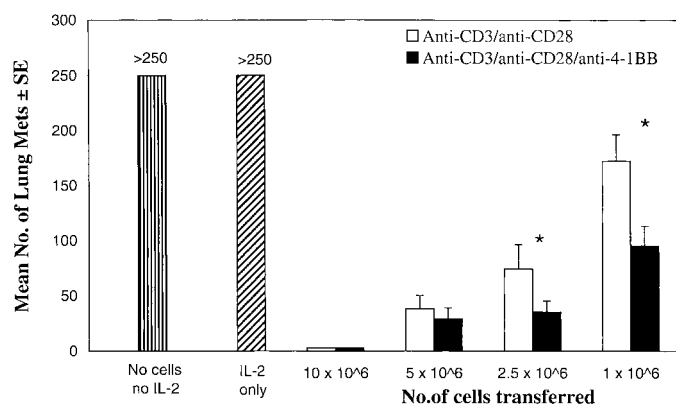 300
250
200
150
100
50
0
Mean No. of Lung Mets ± SE
>250
>250
Anti-CD3/anti-CD28
Anti-CD3/anti-CD28/anti-4-1BB
*
*
No cells
no IL-2
IL-2
only
10 x 10^6
5 x 10^6
2.5 x 10^6
1 x 10^6
No.of cells transferred